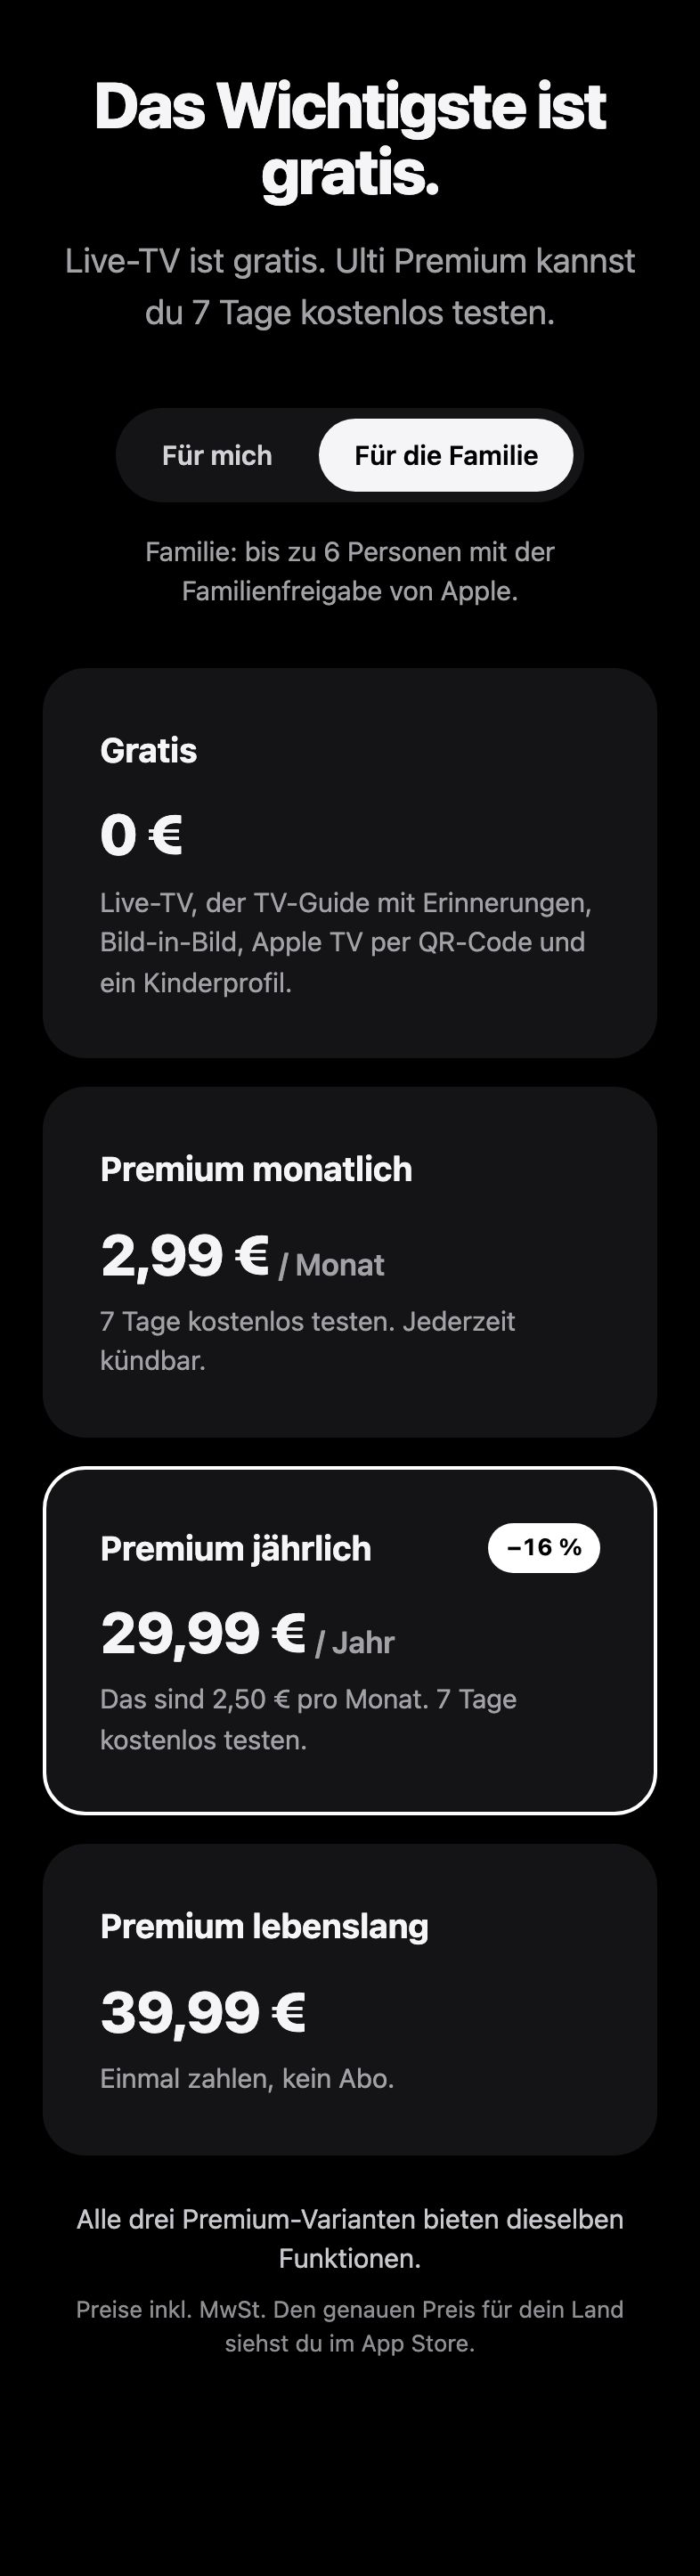 Das Wichtigste ist
gratis.
Live-TV ist gratis. Ulti Premium kannst
du 7 Tage kostenlos testen.
Für mich
Für die Familie
Familie: bis zu 6 Personen mit der
Familienfreigabe von Apple.
Gratis
0 €
Live-TV, der TV-Guide mit Erinnerungen,
Bild-in-Bild, Apple TV per QR-Code und
ein Kinderprofil.
Premium monatlich
2,99 € / Monat
7 Tage kostenlos testen. Jederzeit
kündbar.
Premium jährlich
−16 %
29,99 € / Jahr
Das sind 2,50 € pro Monat. 7 Tage
kostenlos testen.
Premium lebenslang
39,99 €
Einmal zahlen, kein Abo.
Alle drei Premium-Varianten bieten dieselben
Funktionen.
Preise inkl. MwSt. Den genauen Preis für dein Land
siehst du im App Store.